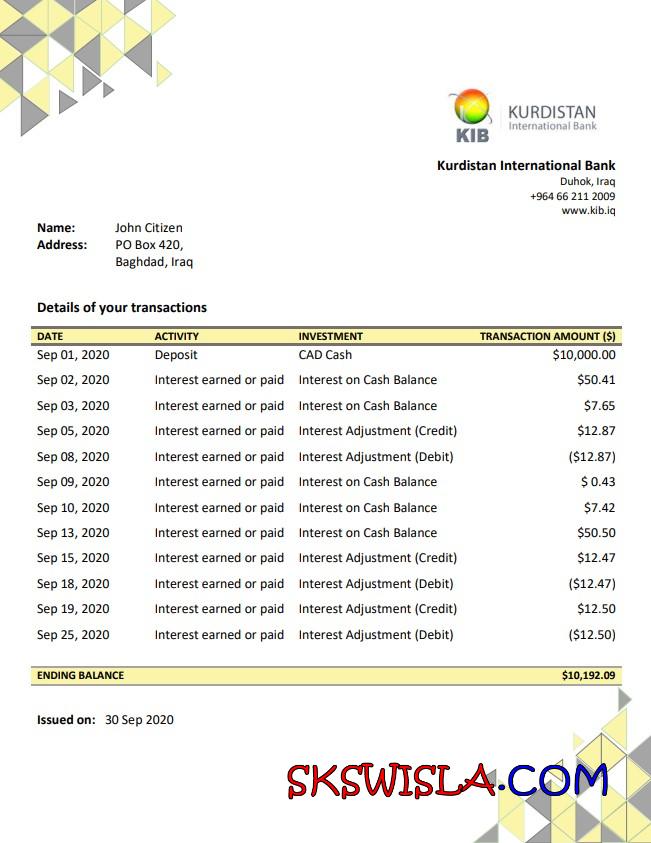 KIB
KURDISTAN
International Bank
Kurdistan International Bank
Duhok, Iraq
+964 66 211 2009
www.kib.iq
Name: John Citizen
Address: PO Box 420,
Baghdad, Iraq
Details of your transactions
DATE ACTIVITY INVESTMENT TRANSACTION AMOUNT ($)
Sep 01, 2020 Deposit CAD Cash $10,000.00
Sep 02, 2020 Interest earned or paid Interest on Cash Balance $50.41
Sep 03, 2020 Interest earned or paid Interest on Cash Balance $7.65
Sep 05, 2020 Interest earned or paid Interest Adjustment (Credit) $12.87
Sep 08, 2020 Interest earned or paid Interest Adjustment (Debit) ($12.87)
Sep 09, 2020 Interest earned or paid Interest on Cash Balance $ 0.43
Sep 10, 2020 Interest earned or paid Interest on Cash Balance $7.42
Sep 13, 2020 Interest earned or paid Interest on Cash Balance $50.50
Sep 15, 2020 Interest earned or paid Interest Adjustment (Credit) $12.47
Sep 18, 2020 Interest earned or paid Interest Adjustment (Debit) ($12.47)
Sep 19, 2020 Interest earned or paid Interest Adjustment (Credit) $12.50
Sep 25, 2020 Interest earned or paid Interest Adjustment (Debit) ($12.50)
ENDING BALANCE $10,192.09
Issued on: 30 Sep 2020
SKSWISLA.COM